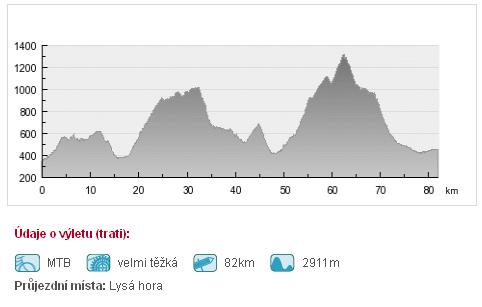 1400
1200
1000
800
600
400
200
0 10 20 30 40 50 60 70 80 km
Údaje o výletu (trati):
MTB velmi těžká 82km 2911m
Průjezdní místa: Lysá hora